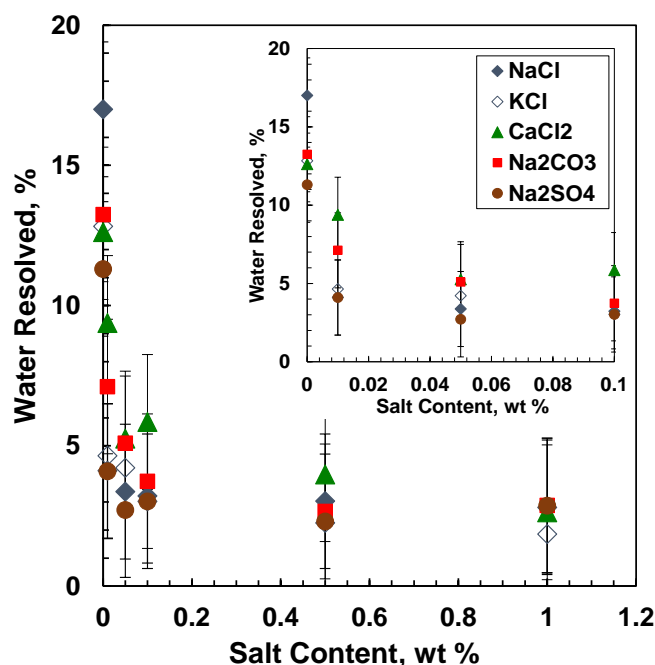 20
15
10
5
0
Water Resolved, %
0
0.2
0.4
0.6
0.8
1
1.2
Salt Content, wt %
20
15
10
5
0
Water Resolved, %
0
0.02
0.04
0.06
0.08
0.1
Salt Content, wt %
NaCl
KCl
CaCl2
Na2CO3
Na2SO4